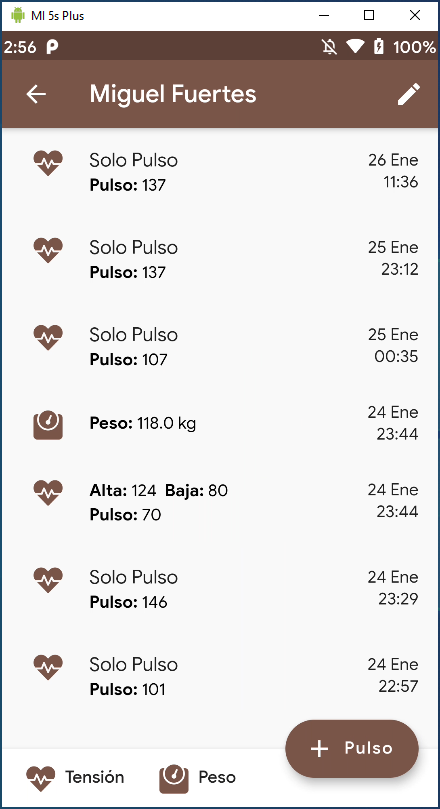 MI 5s Plus
2:56 100%
Miguel Fuertes
Solo Pulso 26 Ene
Pulso: 137 11:36
Solo Pulso 25 Ene
Pulso: 137 23:12
Solo Pulso 25 Ene
Pulso: 107 00:35
Peso: 118.0 kg 24 Ene
23:44
Alta: 124 Baja: 80 24 Ene
Pulso: 70 23:44
Solo Pulso 24 Ene
Pulso: 146 23:29
Solo Pulso 24 Ene
Pulso: 101 22:57
+ Pulso
Tensión Peso